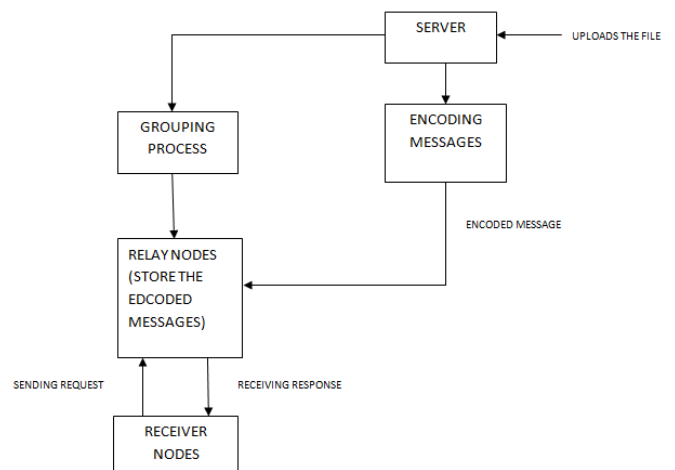 SERVER
UPLOADS THE FILE
GROUPING
PROCESS
ENCODING
MESSAGES
ENCODED MESSAGE
RELAY NODES
(STORE THE
EDCODED
MESSAGES)
SENDING REQUEST
RECEIVING RESPONSE
RECEIVER
NODES